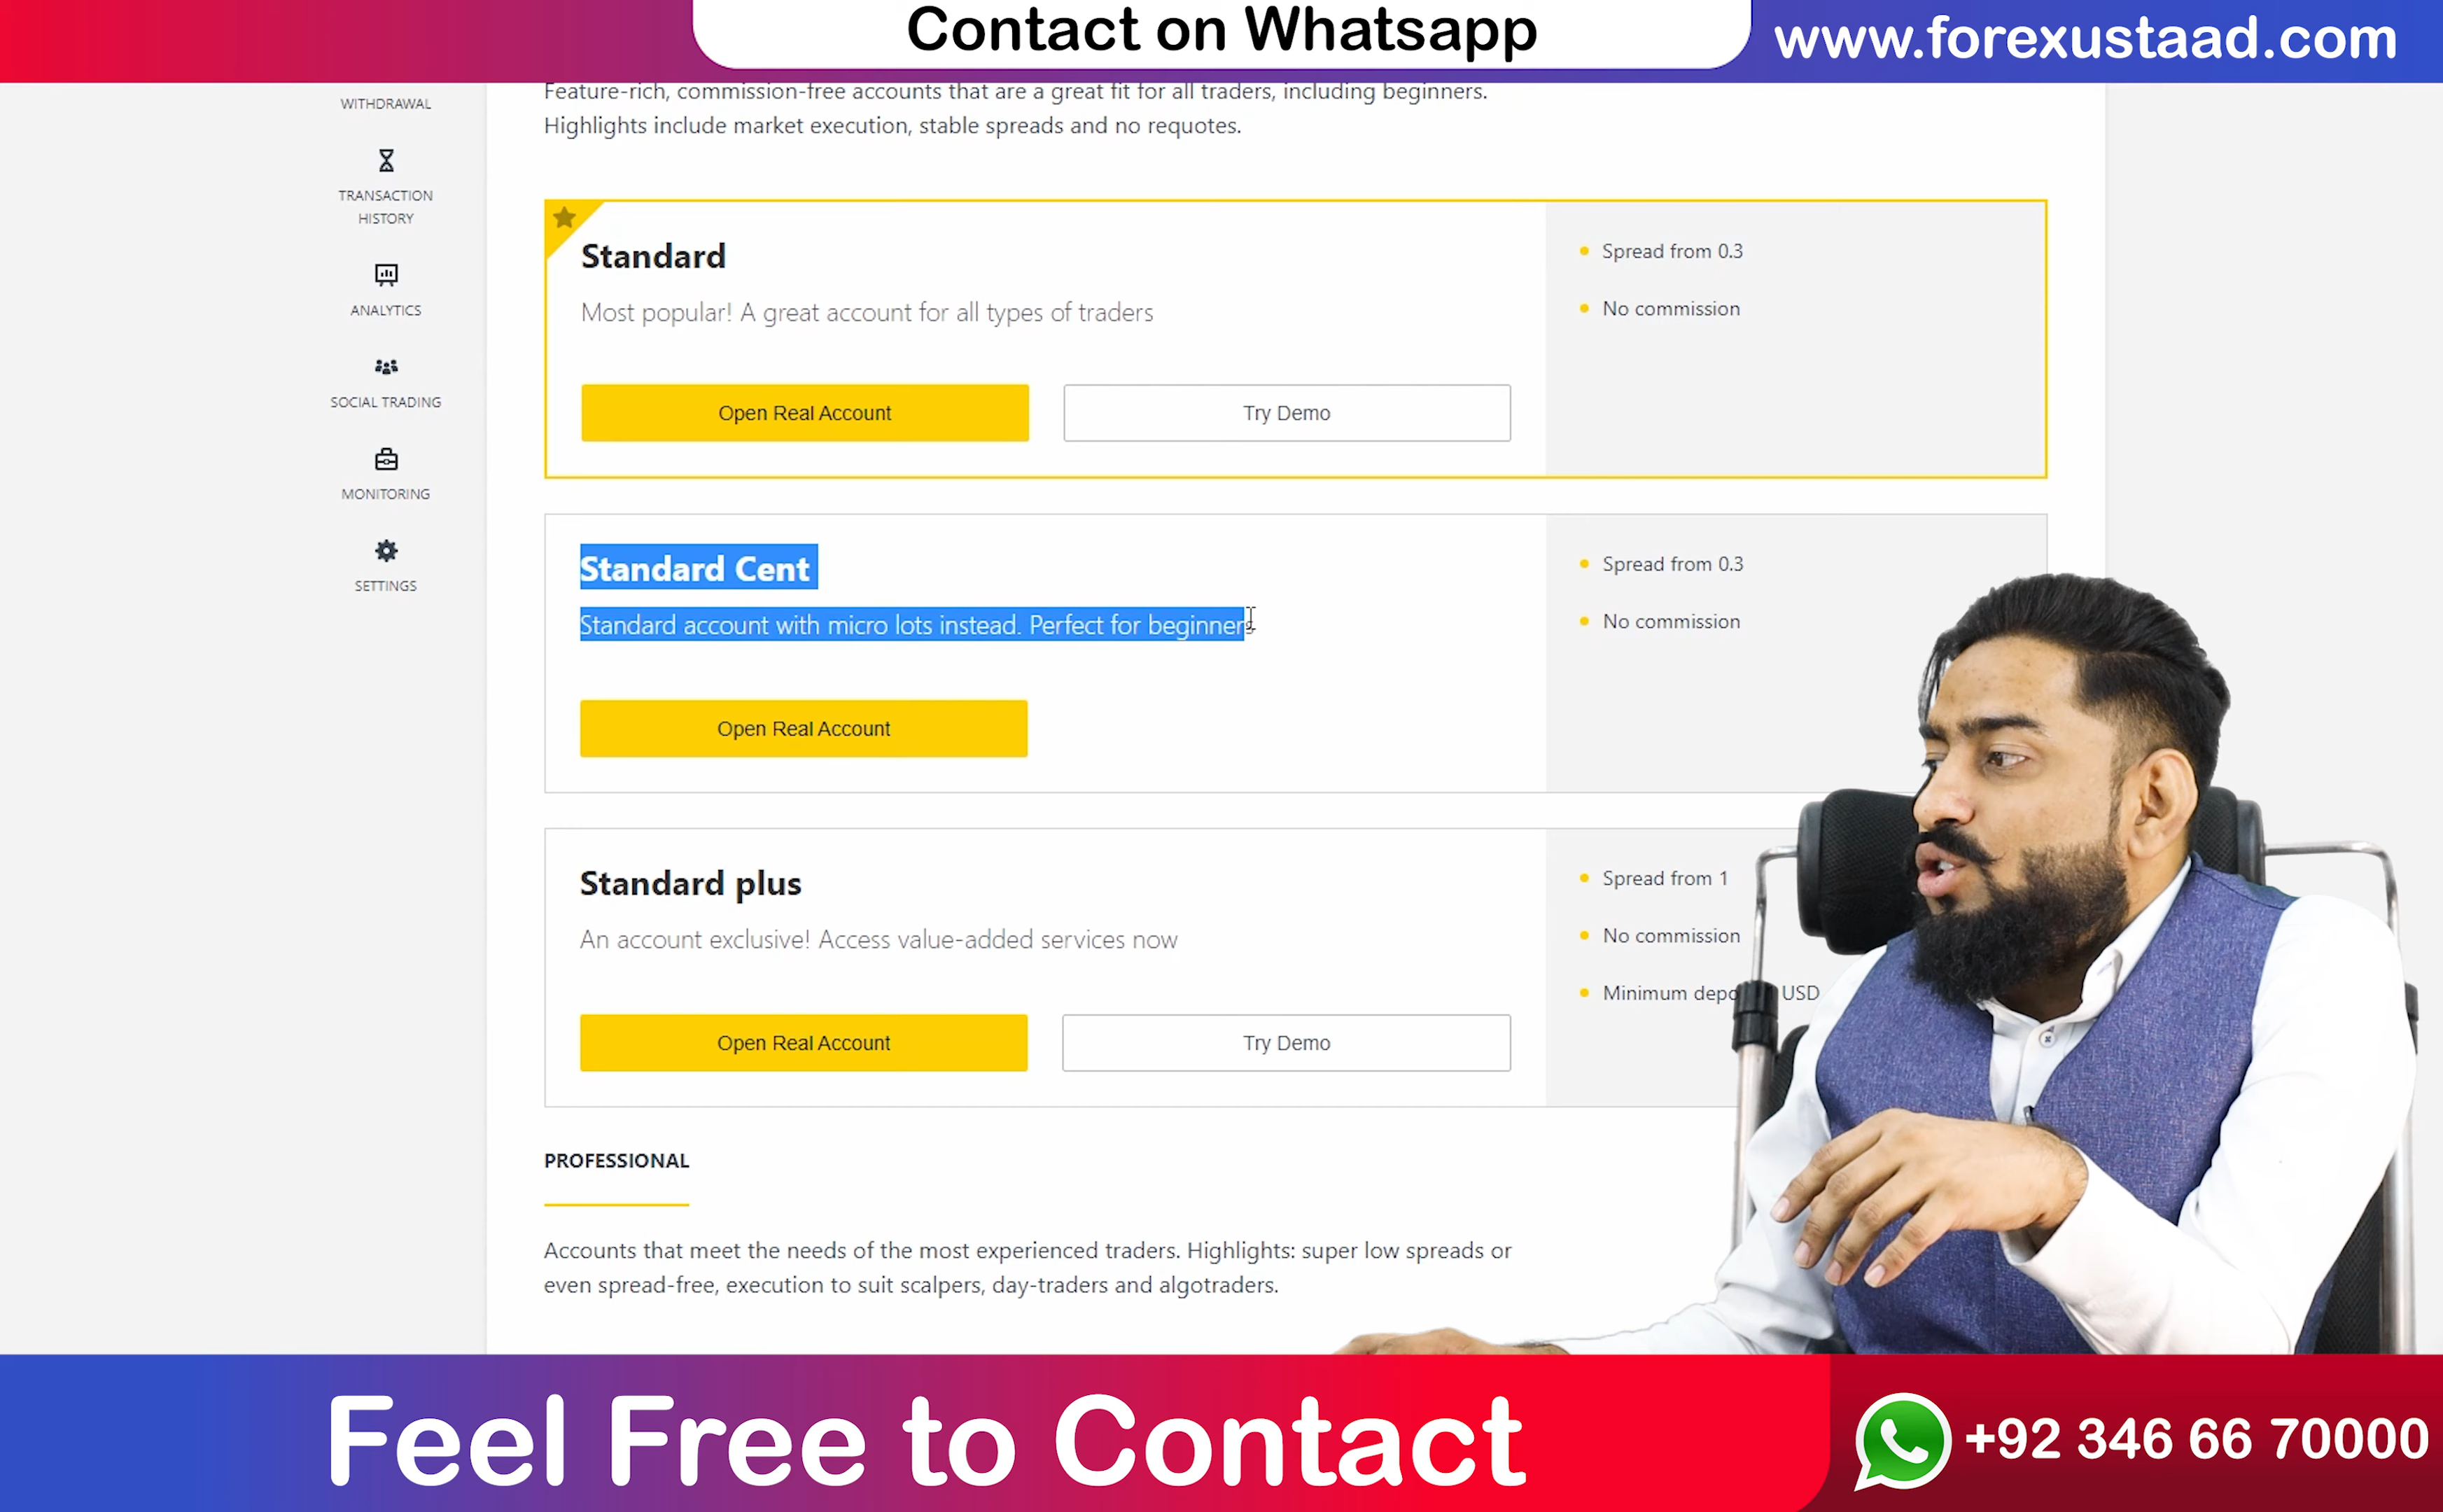 Contact on Whatsapp
www.forexustaad.com
WITHDRAWAL
TRANSACTION
HISTORY
ANALYTICS
SOCIAL TRADING
MONITORING
SETTINGS
Feature-rich, commission-free accounts that are a great fit for all traders, including beginners.
Highlights include market execution, stable spreads and no requotes.
Standard
Most popular! A great account for all types of traders
Open Real Account
Try Demo
Spread from 0.3
No commission
Standard Cent
Standard account with micro lots instead. Perfect for beginners
Open Real Account
Spread from 0.3
No commission
Standard plus
An account exclusive! Access value-added services now
Open Real Account
Try Demo
Spread from 1
No commission
Minimum USD
PROFESSIONAL
Accounts that meet the needs of the most experienced traders. Highlights: super low spreads or
even spread-free, execution to suit scalpers, day-traders and algotraders.
Feel Free to Contact
+92 346 66 70000